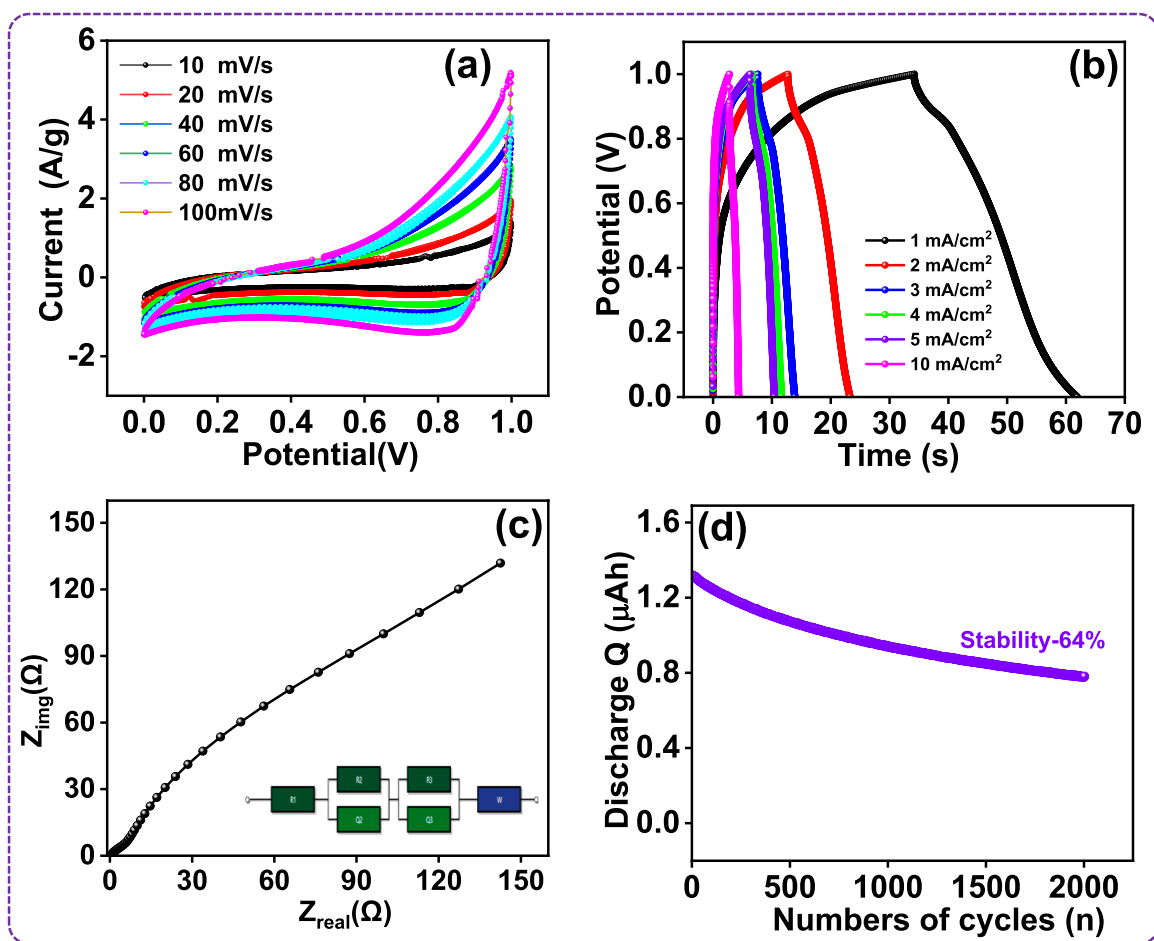 (a)
10 mV/s
20 mV/s
40 mV/s
60 mV/s
80 mV/s
100mV/s
Current (A/g)
6
4
2
0
-2
0.0 0.2 0.4 0.6 0.8 1.0
Potential(V)
(b)
Potential (V)
1.0
0.8
0.6
0.4
0.2
0.0
1 mA/cm²
2 mA/cm²
3 mA/cm²
4 mA/cm²
5 mA/cm²
10 mA/cm²
0 10 20 30 40 50 60 70
Time (s)
(c)
Z_img(Ω)
150
120
90
60
30
0
R2
R3
R1
W
Q2
Q3
0 30 60 90 120 150
Z_real(Ω)
(d)
Discharge Q (µAh)
1.6
1.2
0.8
0.4
0.0
Stability-64%
0 500 1000 1500 2000
Numbers of cycles (n)